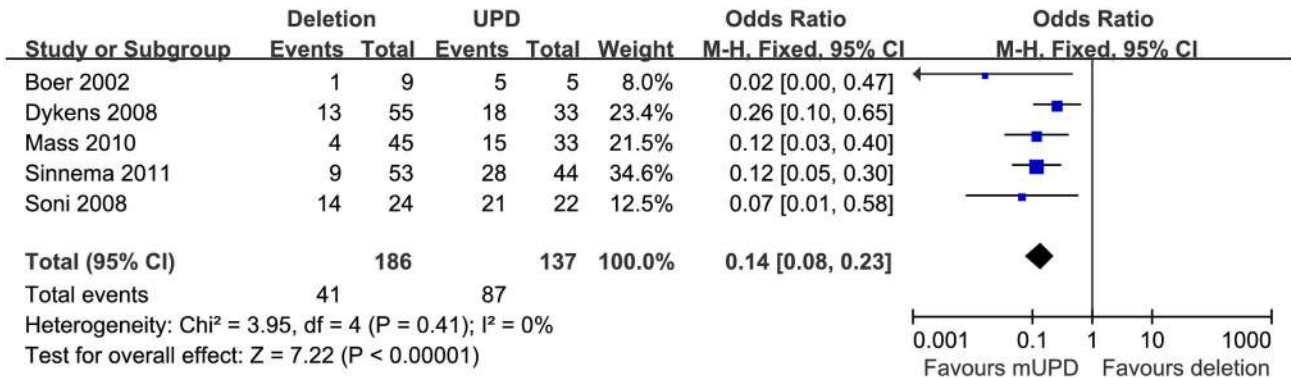 Deletion UPD Odds Ratio Odds Ratio
Study or Subgroup Events Total Events Total Weight M-H, Fixed, 95% CI M-H, Fixed, 95% CI
Boer 2002 1 9 5 5 8.0% 0.02 [0.00, 0.47]
Dykens 2008 13 55 18 33 23.4% 0.26 [0.10, 0.65]
Mass 2010 4 45 15 33 21.5% 0.12 [0.03, 0.40]
Sinnema 2011 9 53 28 44 34.6% 0.12 [0.05, 0.30]
Soni 2008 14 24 21 22 12.5% 0.07 [0.01, 0.58]
Total (95% CI) 186 137 100.0% 0.14 [0.08, 0.23]
Total events 41 87
Heterogeneity: Chi² = 3.95, df = 4 (P = 0.41); I² = 0%
Test for overall effect: Z = 7.22 (P < 0.00001)
0.001 0.1 1 10 1000
Favours mUPD Favours deletion